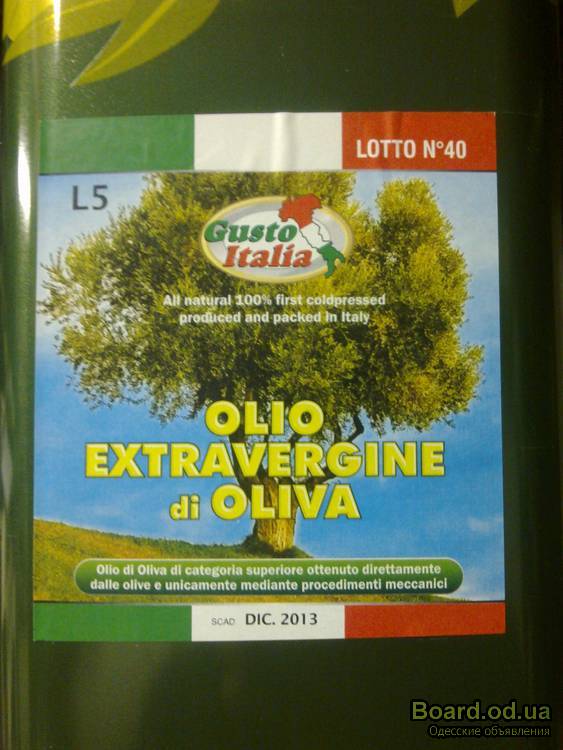 LOTTO N°40
L5
Gusto
Italia
All natural 100% first coldpressed
produced and packed in Italy
OLIO
EXTRAVERGINE
di OLIVA
Olio di Oliva di categoria superiore ottenuto direttamente
dalle olive e unicamente mediante procedimenti meccanici
SCAD DIC. 2013
Board.od.ua
Одесские объявления